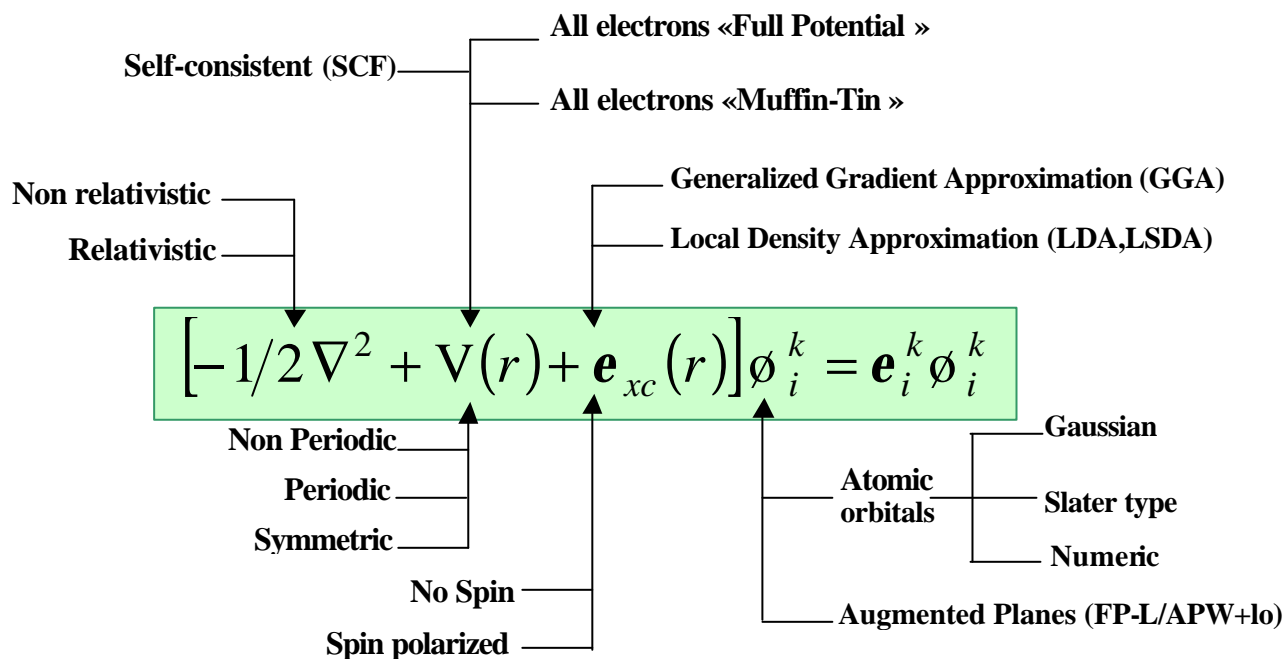 All electrons «Full Potential »
Self-consistent (SCF)
All electrons «Muffin-Tin »
Generalized Gradient Approximation (GGA)
Non relativistic
Local Density Approximation (LDA,LSDA)
Relativistic
[-1/2 ∇² + V(r) + e_xc (r)] ø_i^k = e_i^k ø_i^k
Non Periodic
Gaussian
Periodic
Atomic
orbitals
Slater type
Symmetric
Numeric
No Spin
Augmented Planes (FP-L/APW+lo)
Spin polarized